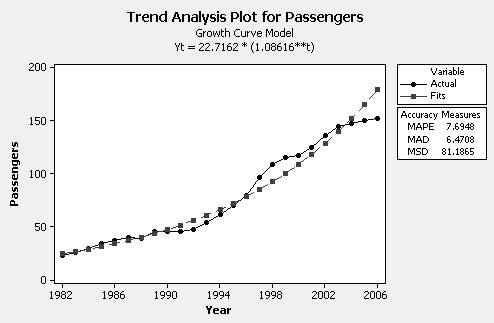 Trend Analysis Plot for Passengers
Growth Curve Model
Yt = 22.7162 * (1.08616**t)
200
150
100
50
0
Passengers
1982 1986 1990 1994 1998 2002 2006
Year
Variable
Actual
Fits
Accuracy Measures
MAPE 7.6948
MAD 6.4708
MSD 81.1865